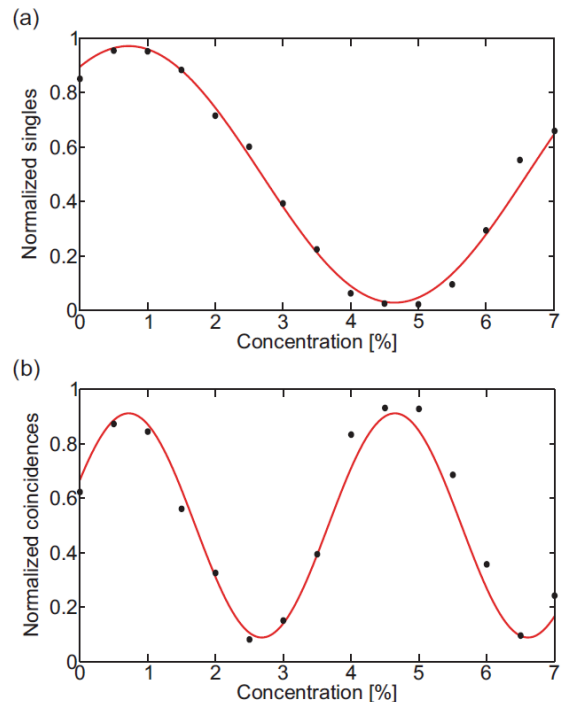 (a)
1
0.8
0.6
0.4
0.2
0
Normalized singles
0 1 2 3 4 5 6 7
Concentration [%]
(b)
1
0.8
0.6
0.4
0.2
0
Normalized coincidences
0 1 2 3 4 5 6 7
Concentration [%]